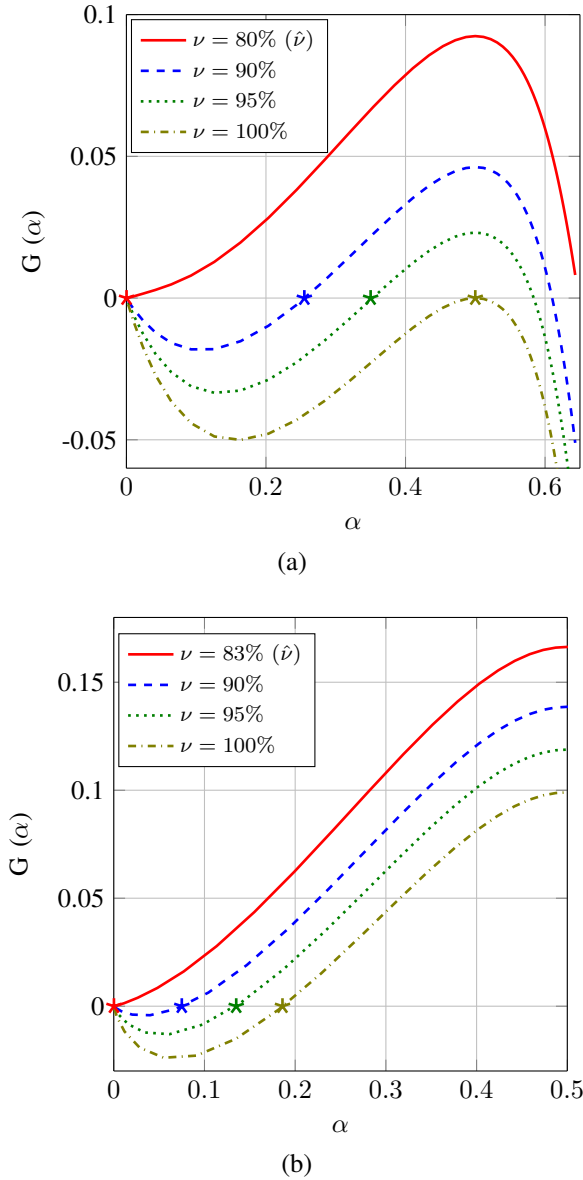 0.1
0.05
0
-0.05
G (α)
ν = 80% (ν̂)
ν = 90%
ν = 95%
ν = 100%
0 0.2 0.4 0.6
α
(a)
0.15
0.1
0.05
0
G (α)
ν = 83% (ν̂)
ν = 90%
ν = 95%
ν = 100%
0 0.1 0.2 0.3 0.4 0.5
α
(b)